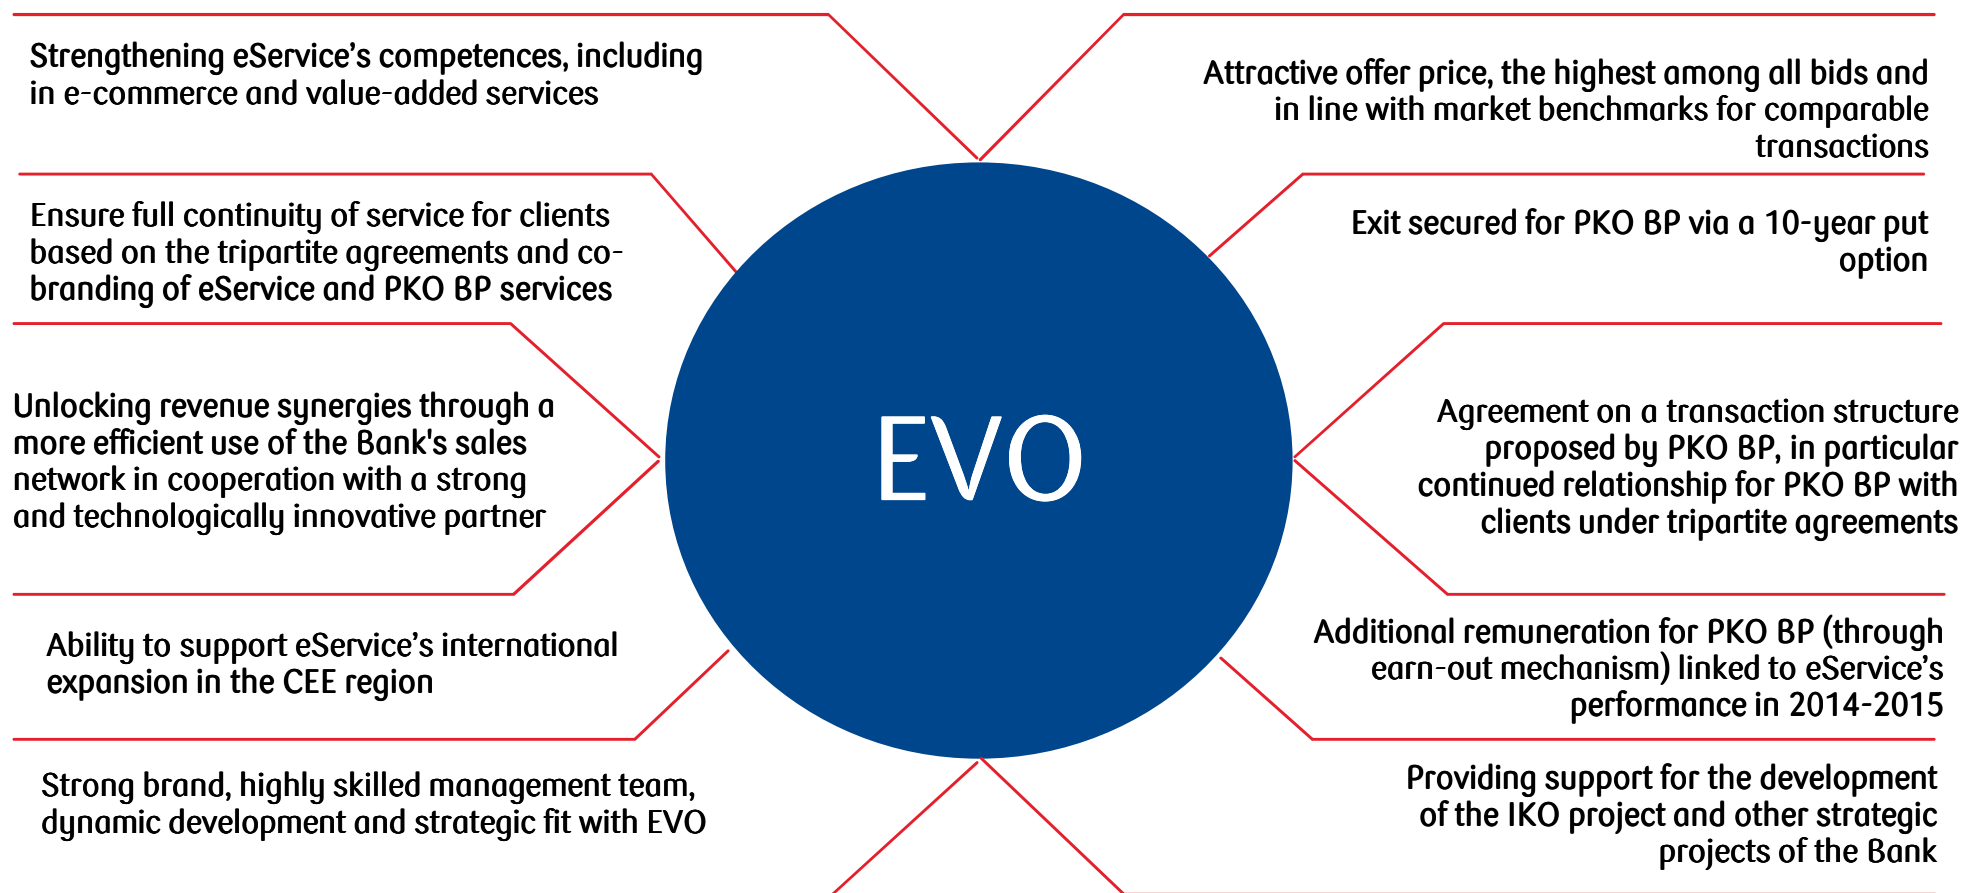 Strengthening eService’s competences, including
in e-commerce and value-added services
Ensure full continuity of service for clients
based on the tripartite agreements and co-
branding of eService and PKO BP services
Unlocking revenue synergies through a
more efficient use of the Bank's sales
network in cooperation with a strong
and technologically innovative partner
Ability to support eService’s international
expansion in the CEE region
Strong brand, highly skilled management team,
dynamic development and strategic fit with EVO
EVO
Attractive offer price, the highest among all bids and
in line with market benchmarks for comparable
transactions
Exit secured for PKO BP via a 10-year put
option
Agreement on a transaction structure
proposed by PKO BP, in particular
continued relationship for PKO BP with
clients under tripartite agreements
Additional remuneration for PKO BP (through
earn-out mechanism) linked to eService’s
performance in 2014-2015
Providing support for the development
of the IKO project and other strategic
projects of the Bank